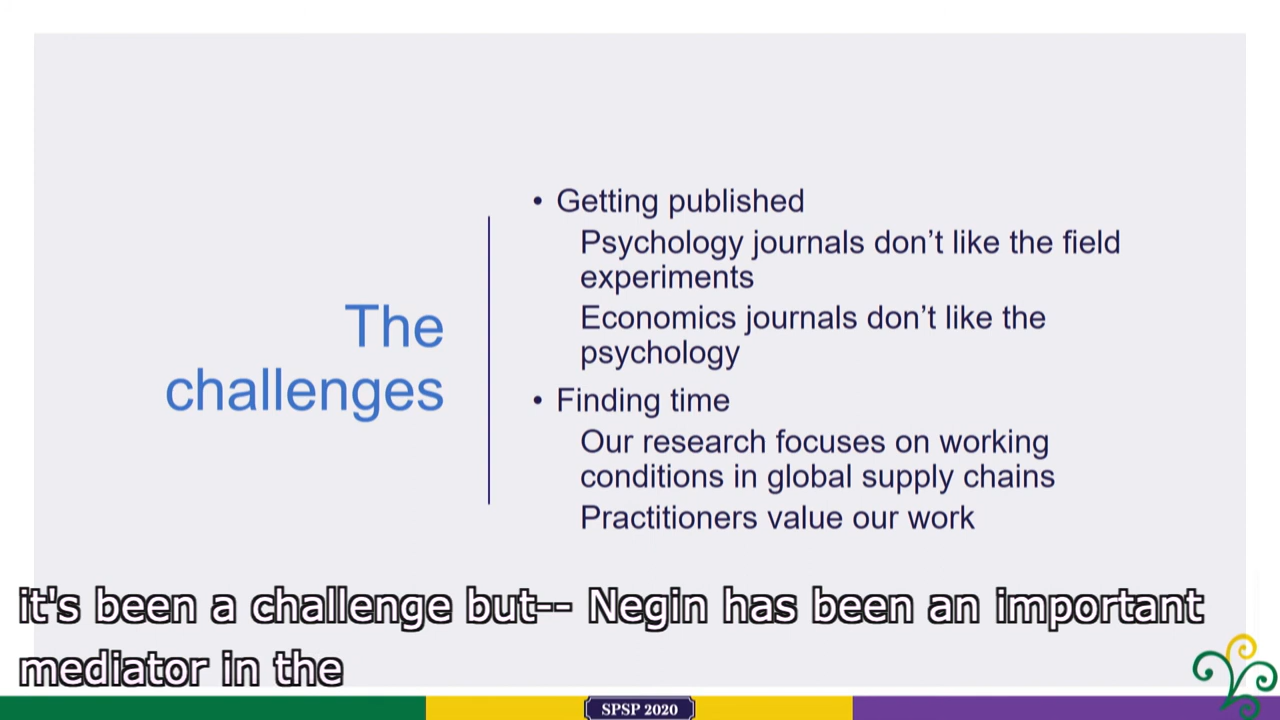 The
challenges
• Getting published
Psychology journals don’t like the field
experiments
Economics journals don’t like the
psychology
• Finding time
Our research focuses on working
conditions in global supply chains
Practitioners value our work
it's been a challenge but-- Negin has been an important
mediator in the
SPSP 2020